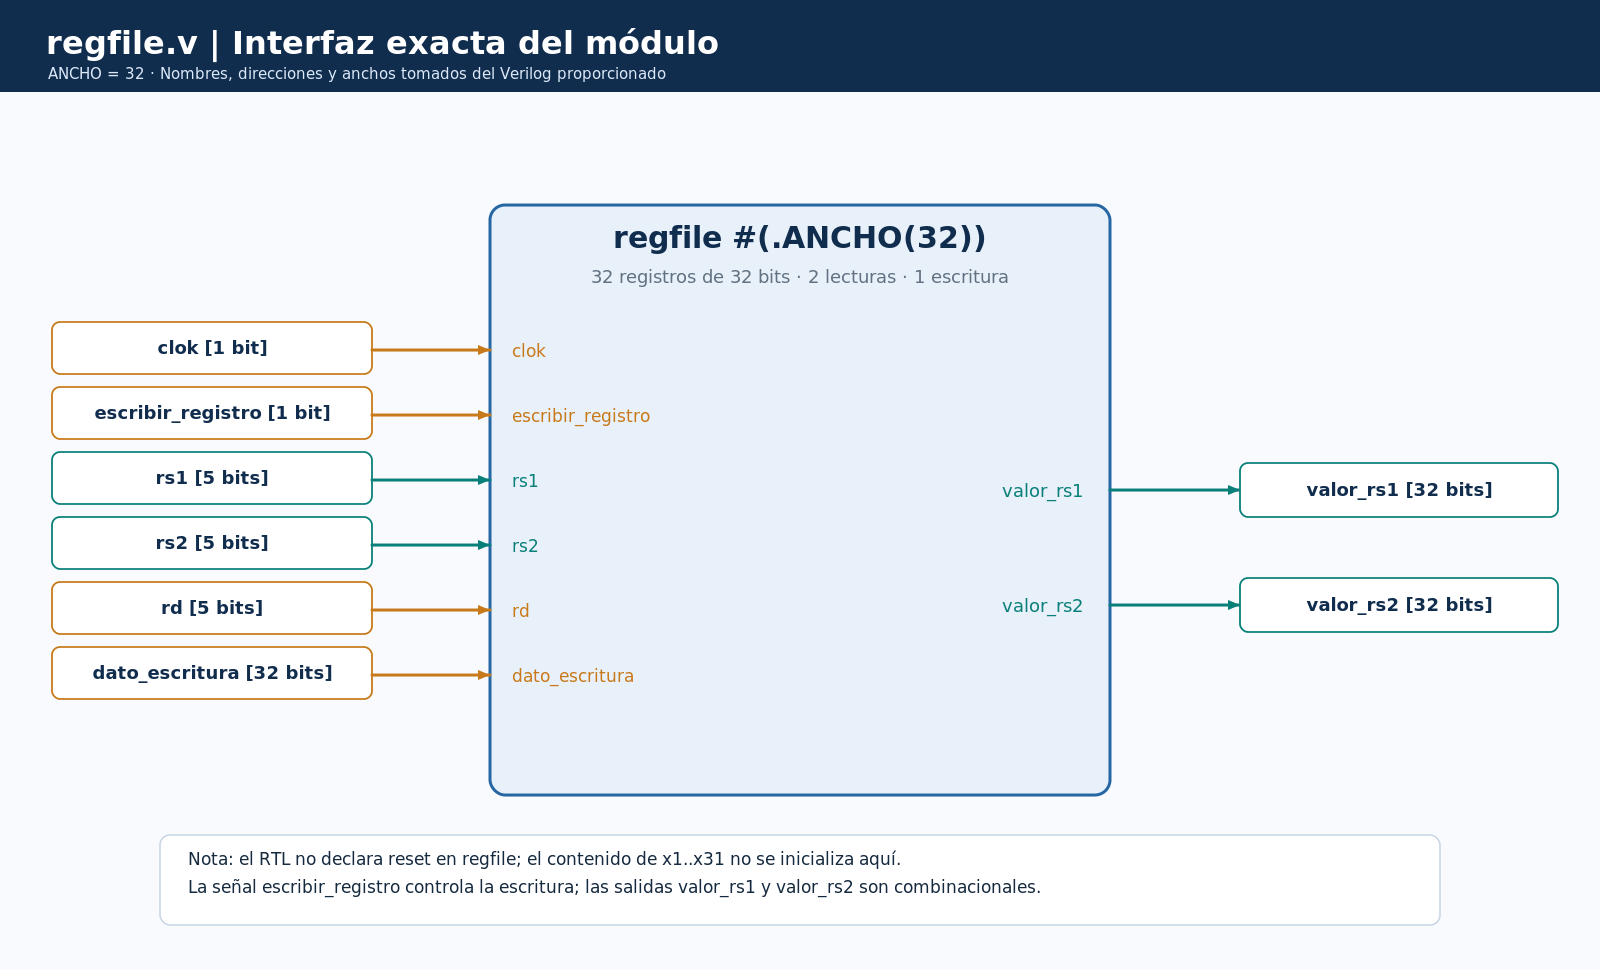 regfile.v | Interfaz exacta del módulo
ANCHO = 32 · Nombres, direcciones y anchos tomados del Verilog proporcionado
regfile #(.ANCHO(32))
32 registros de 32 bits · 2 lecturas · 1 escritura
clok [1 bit]
clok
escribir_registro [1 bit]
escribir_registro
rs1 [5 bits]
rs1
valor_rs1
valor_rs1 [32 bits]
rs2 [5 bits]
rs2
rd [5 bits]
rd
valor_rs2
valor_rs2 [32 bits]
dato_escritura [32 bits]
dato_escritura
Nota: el RTL no declara reset en regfile; el contenido de x1..x31 no se inicializa aquí.
La señal escribir_registro controla la escritura; las salidas valor_rs1 y valor_rs2 son combinacionales.